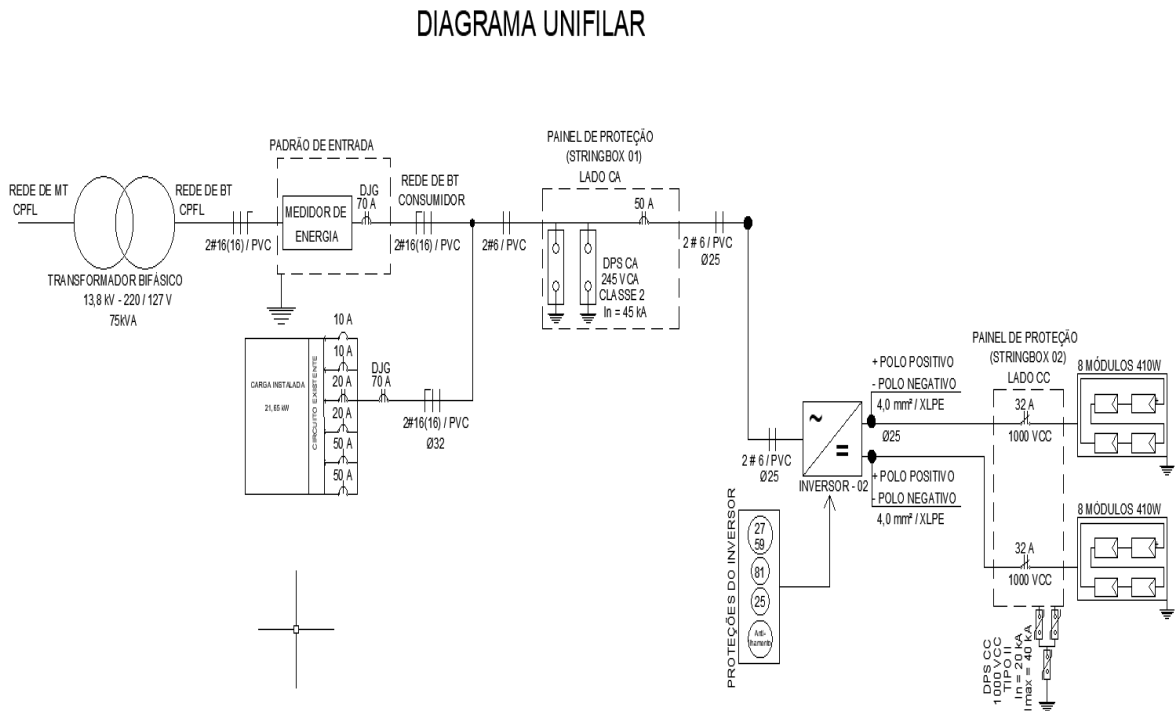 DIAGRAMA UNIFILAR
REDE DE MT
CPFL
REDE DE BT
CPFL
2#16(16) / PVC
TRANSFORMADOR BIFÁSICO
13,8 kV - 220 / 127 V
75kVA
PADRÃO DE ENTRADA
MEDIDOR DE
ENERGIA
DJG
70 A
REDE DE BT
CONSUMIDOR
2#16(16) / PVC
2#6 / PVC
PAINEL DE PROTEÇÃO
(STRINGBOX 01)
LADO CA
50 A
DPS CA
245 V CA
CLASSE 2
In = 45 kA
2 # 6 / PVC
Ø25
CARGA INSTALADA
21,65 kW
CIRCUITO EXISTENTE
10 A
10 A
20 A
20 A
50 A
50 A
DJG
70 A
2#16(16) / PVC
Ø32
2 # 6 / PVC
Ø25
~
=
INVERSOR - 02
PROTEÇÕES DO INVERSOR
27
59
81
25
Anti-
ilhamento
+ POLO POSITIVO
- POLO NEGATIVO
4,0 mm² / XLPE
Ø25
+ POLO POSITIVO
- POLO NEGATIVO
4,0 mm² / XLPE
PAINEL DE PROTEÇÃO
(STRINGBOX 02)
LADO CC
32 A
1000 VCC
32 A
1000 VCC
8 MÓDULOS 410W
8 MÓDULOS 410W
DPS CC
1000 VCC
TIPO II
In = 20 kA
Imax = 40 kA